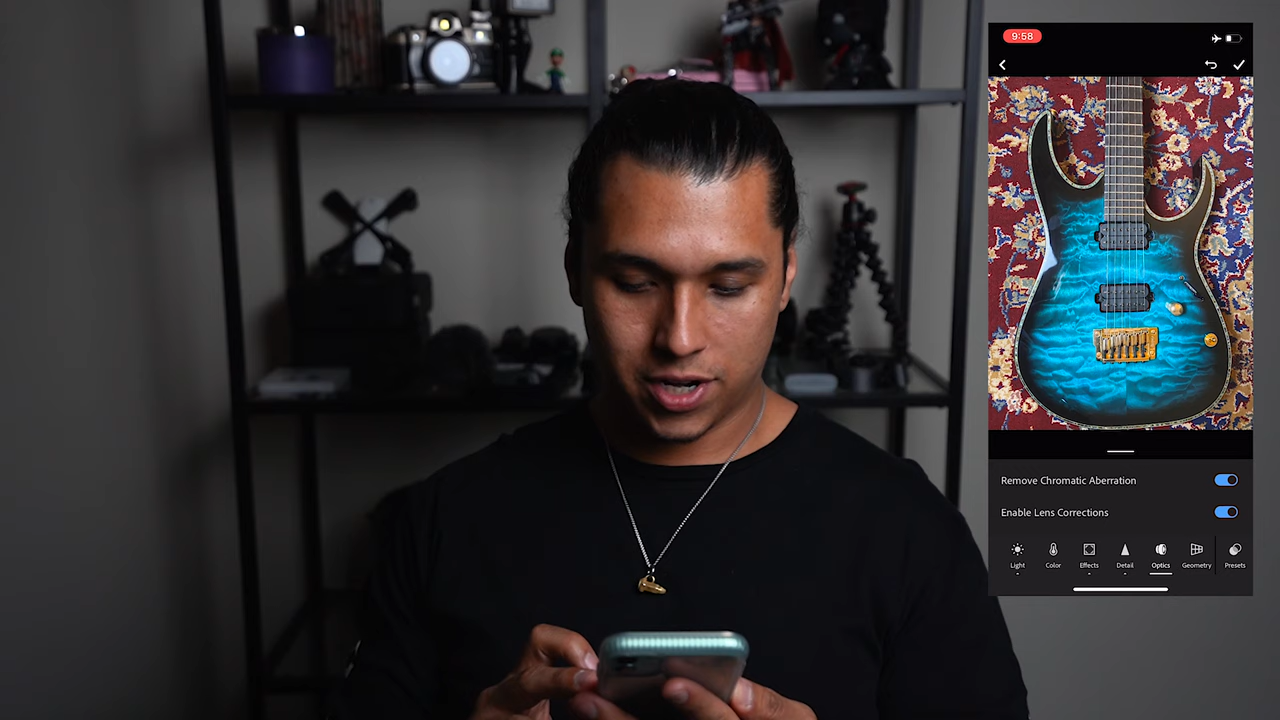 9:58
Remove Chromatic Aberration
Enable Lens Corrections
Light Color Effects Detail Optics Geometry Presets